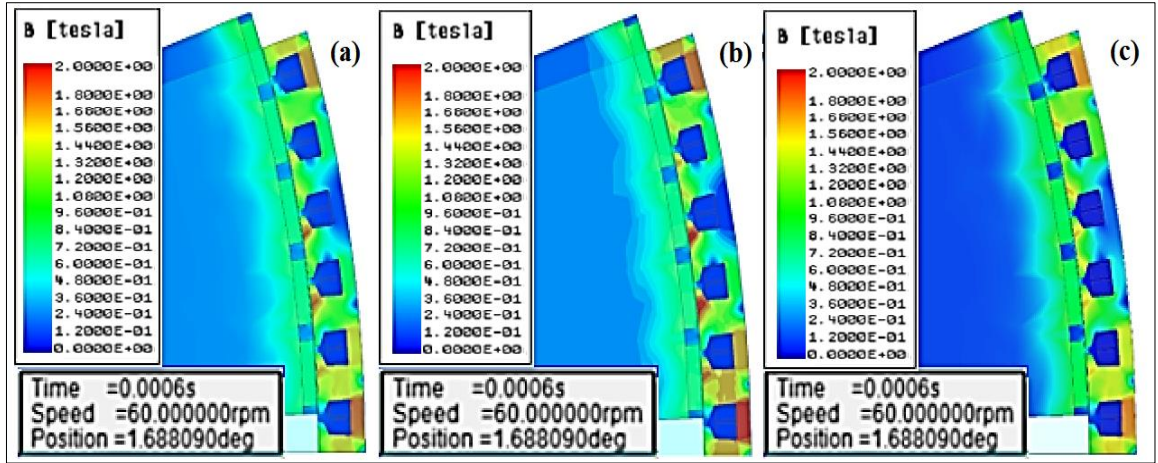 B [tesla]
(a)
2.0000E+00
1.8000E+00
1.6800E+00
1.5600E+00
1.4400E+00
1.3200E+00
1.2000E+00
1.0800E+00
9.6000E-01
8.4000E-01
7.2000E-01
6.0000E-01
4.8000E-01
3.6000E-01
2.4000E-01
1.2000E-01
0.0000E+00
Time =0.0006s
Speed =60.000000rpm
Position =1.688090deg
B [tesla]
(b)
2.0000E+00
1.8000E+00
1.6800E+00
1.5600E+00
1.4400E+00
1.3200E+00
1.2000E+00
1.0800E+00
9.6000E-01
8.4000E-01
7.2000E-01
6.0000E-01
4.8000E-01
3.6000E-01
2.4000E-01
1.2000E-01
0.0000E+00
Time =0.0006s
Speed =60.000000rpm
Position =1.688090deg
B [tesla]
(c)
2.0000E+00
1.8000E+00
1.6800E+00
1.5600E+00
1.4400E+00
1.3200E+00
1.2000E+00
1.0800E+00
9.6000E-01
8.4000E-01
7.2000E-01
6.0000E-01
4.8000E-01
3.6000E-01
2.4000E-01
1.2000E-01
0.0000E+00
Time =0.0006s
Speed =60.000000rpm
Position =1.688090deg